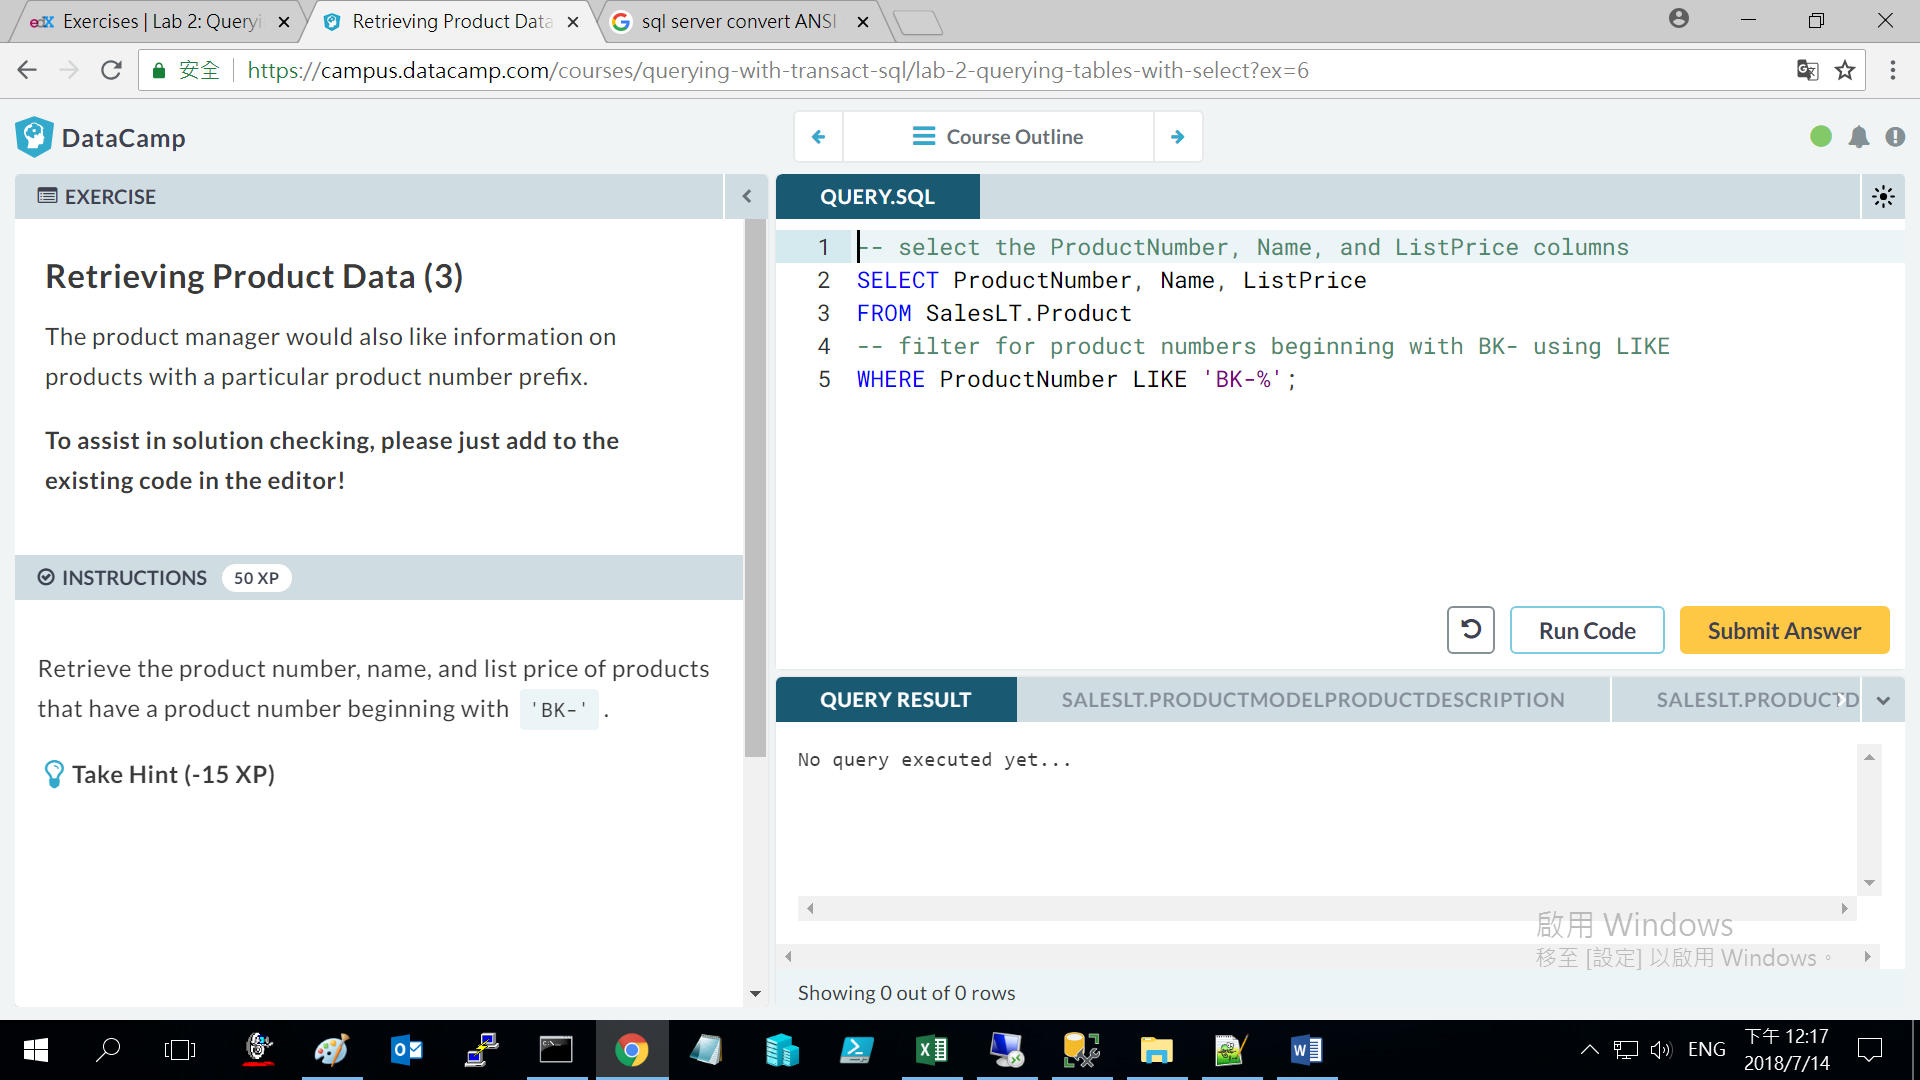 Exercises | Lab 2: Queryi
Retrieving Product Data
sql server convert ANSI
安全
https://campus.datacamp.com/courses/querying-with-transact-sql/lab-2-querying-tables-with-select?ex=6
DataCamp
Course Outline
EXERCISE
Retrieving Product Data (3)
The product manager would also like information on
products with a particular product number prefix.
To assist in solution checking, please just add to the
existing code in the editor!
INSTRUCTIONS 50 XP
Retrieve the product number, name, and list price of products
that have a product number beginning with 'BK-' .
Take Hint (-15 XP)
QUERY.SQL
1 -- select the ProductNumber, Name, and ListPrice columns
2 SELECT ProductNumber, Name, ListPrice
3 FROM SalesLT.Product
4 -- filter for product numbers beginning with BK- using LIKE
5 WHERE ProductNumber LIKE 'BK-%';
Run Code
Submit Answer
QUERY RESULT
SALESLT.PRODUCTMODELPRODUCTDESCRIPTION
SALESLT.PRODUCTD
No query executed yet...
啟用 Windows
移至 [設定] 以啟用 Windows。
Showing 0 out of 0 rows
ENG
下午 12:17
2018/7/14